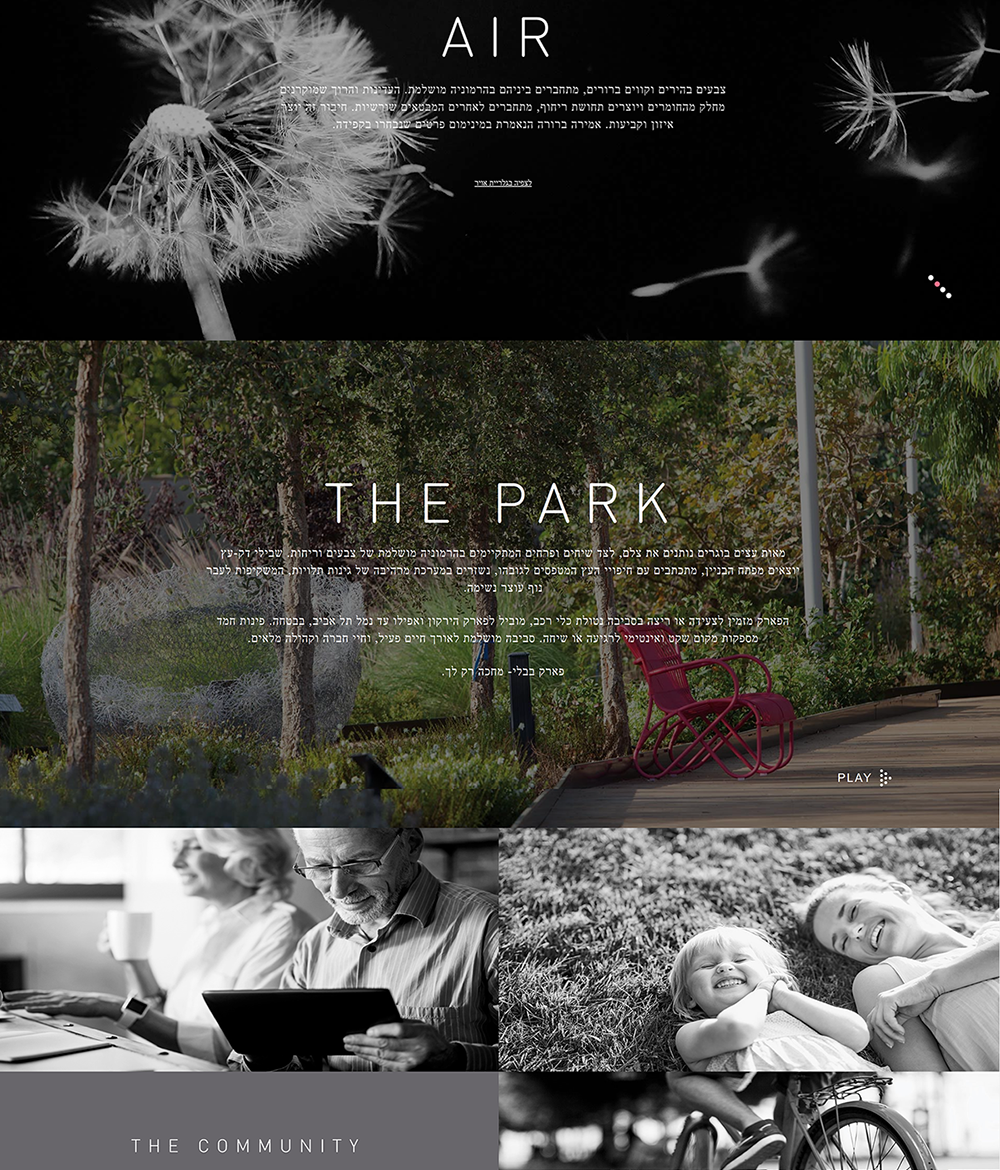 AIR
צבעים בהירים וקווים ברורים, מתחברים ביניהם בהרמוניה מושלמת. העדינות והרוך שמוקרנים
מחלק מהחומרים ויוצרים תחושת ריחוף, מתחברים לאחרים המבטאים שורשיות. חיבור זה יוצר
איזון וקביעות. אמירה ברורה הנאמרת במינימום פרטים שנבחרו בקפידה.
לצפיה בגלריית אויר
THE PARK
מאות עצים בוגרים נותנים את צלם, לצד שיחים ופרחים המתקיימים בהרמוניה מושלמת של צבעים וריחות. שבילי דק-עץ
יוצאים מפתח הבניין, מתכתבים עם חיפויי העץ המטפסים לגובהו, נשזרים במערכת מרהיבה של גינות תלויות, המשקיפות לעבר
נוף עוצר נשימה.
הפארק מזמין לצעידה או ריצה בסביבה נטולת כלי רכב, מוביל לפארק הירקון ואפילו עד נמל תל אביב, בבטחה. פינות חמד
מספקות מקום שקט ואינטימי לרגיעה או שיחה. סביבה מושלמת לאורך חיים פעיל, וחיי חברה וקהילה מלאים.
פארק בבלי- מחכה רק לך.
PLAY
THE COMMUNITY